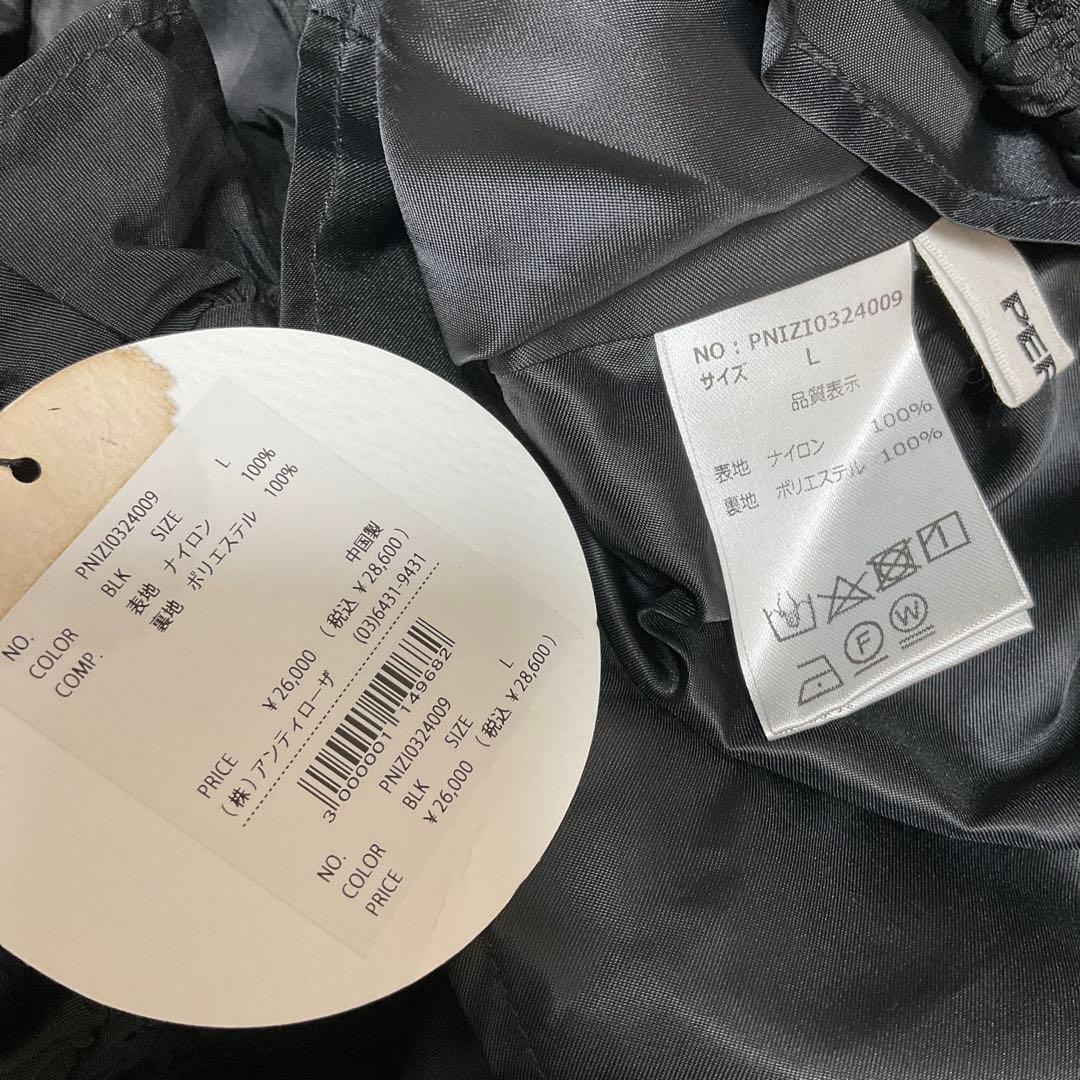 NO. PNIZI0324009
COLOR BLK SIZE L
COMP. 表地 ナイロン 100%
裏地 ポリエステル 100%
中国製
PRICE ¥26,000 (税込 ¥28,600)
(株)アンティローザ (03)6431-9431
3000001149682
NO. PNIZI0324009
COLOR BLK SIZE L
PRICE ¥26,000 (税込 ¥28,600)
NO : PNIZI0324009
サイズ L
品質表示
表地 ナイロン 100%
裏地 ポリエステル 100%
F
W
PER